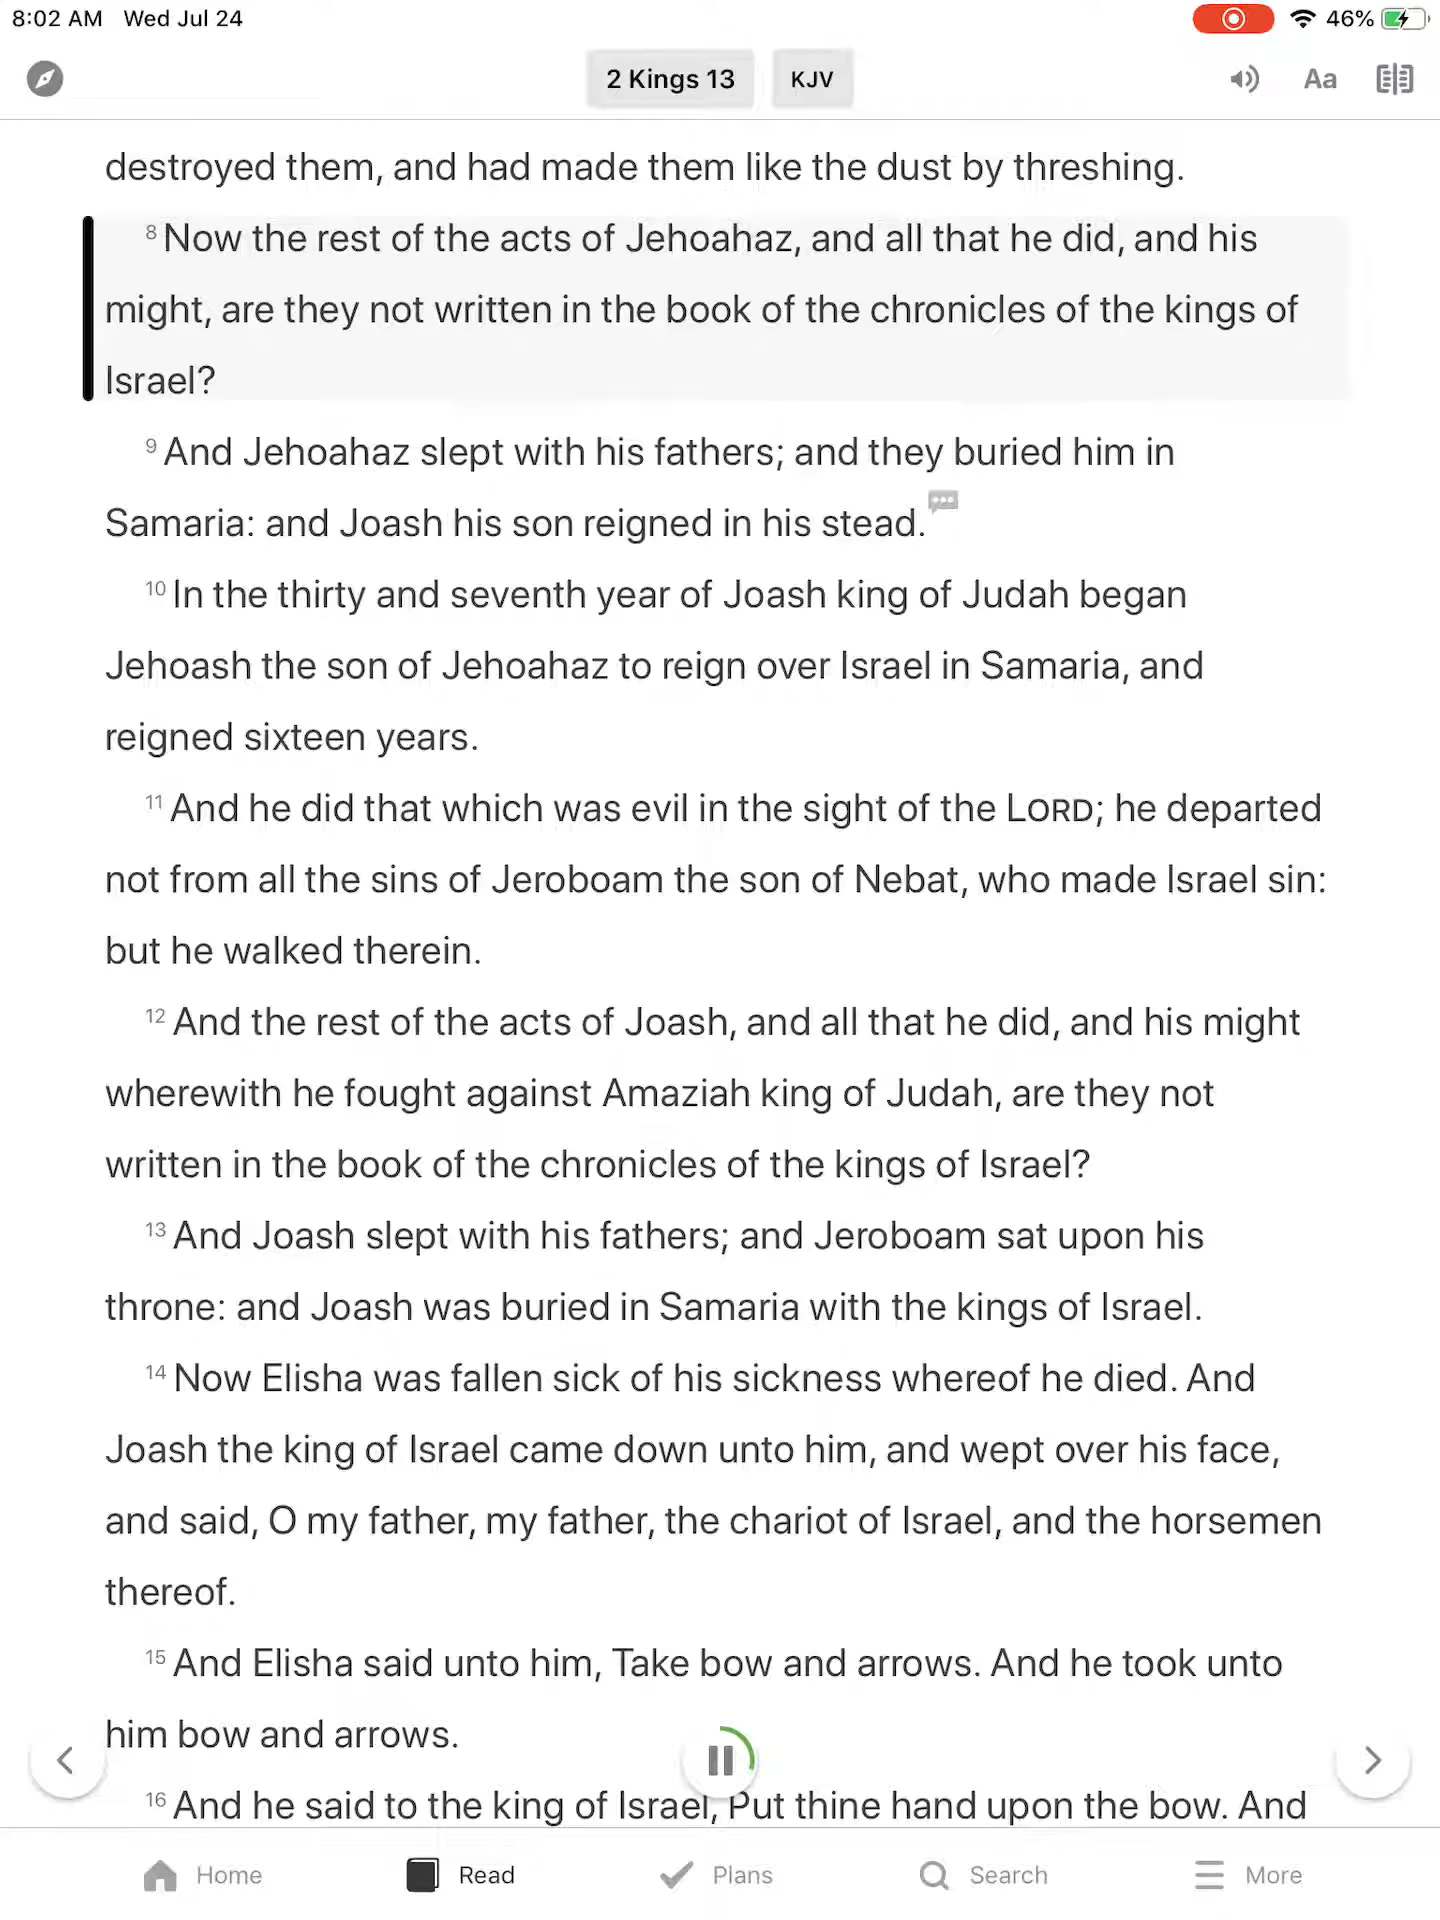 8:02 AM Wed Jul 24 46%
2 Kings 13 KJV Aa
destroyed them, and had made them like the dust by threshing.
8 Now the rest of the acts of Jehoahaz, and all that he did, and his
might, are they not written in the book of the chronicles of the kings of
Israel?
9 And Jehoahaz slept with his fathers; and they buried him in
Samaria: and Joash his son reigned in his stead.
10 In the thirty and seventh year of Joash king of Judah began
Jehoash the son of Jehoahaz to reign over Israel in Samaria, and
reigned sixteen years.
11 And he did that which was evil in the sight of the LORD; he departed
not from all the sins of Jeroboam the son of Nebat, who made Israel sin:
but he walked therein.
12 And the rest of the acts of Joash, and all that he did, and his might
wherewith he fought against Amaziah king of Judah, are they not
written in the book of the chronicles of the kings of Israel?
13 And Joash slept with his fathers; and Jeroboam sat upon his
throne: and Joash was buried in Samaria with the kings of Israel.
14 Now Elisha was fallen sick of his sickness whereof he died. And
Joash the king of Israel came down unto him, and wept over his face,
and said, O my father, my father, the chariot of Israel, and the horsemen
thereof.
15 And Elisha said unto him, Take bow and arrows. And he took unto
him bow and arrows.
16 And he said to the king of Israel, Put thine hand upon the bow. And
Home Read Plans Search More